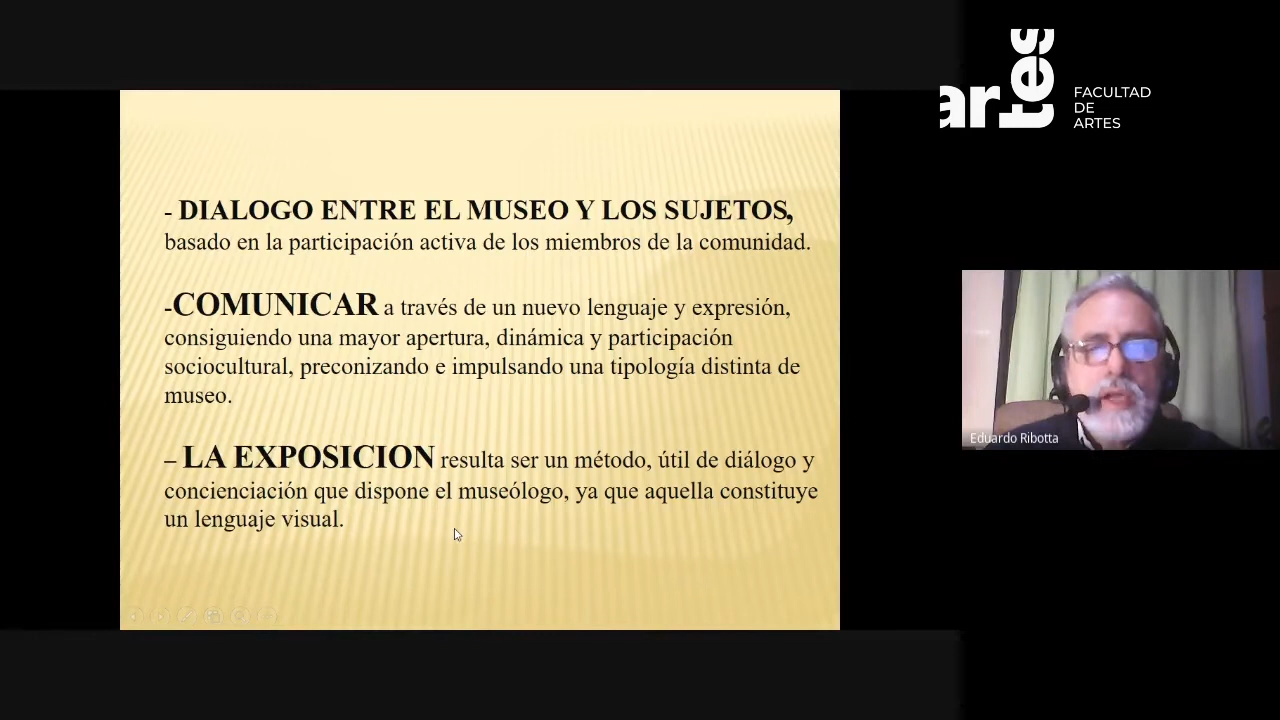 - DIALOGO ENTRE EL MUSEO Y LOS SUJETOS,
basado en la participación activa de los miembros de la comunidad.
-COMUNICAR a través de un nuevo lenguaje y expresión,
consiguiendo una mayor apertura, dinámica y participación
sociocultural, preconizando e impulsando una tipología distinta de
museo.
– LA EXPOSICION resulta ser un método, útil de diálogo y
concienciación que dispone el museólogo, ya que aquella constituye
un lenguaje visual.
artes
FACULTAD
DE
ARTES
Eduardo Ribotta